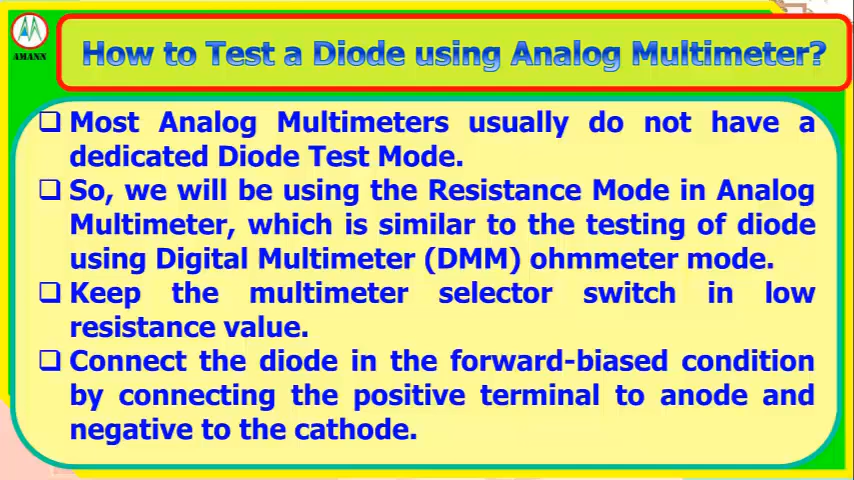 AMANN
How to Test a Diode using Analog Multimeter?
❑ Most Analog Multimeters usually do not have a
dedicated Diode Test Mode.
❑ So, we will be using the Resistance Mode in Analog
Multimeter, which is similar to the testing of diode
using Digital Multimeter (DMM) ohmmeter mode.
❑ Keep the multimeter selector switch in low
resistance value.
❑ Connect the diode in the forward-biased condition
by connecting the positive terminal to anode and
negative to the cathode.